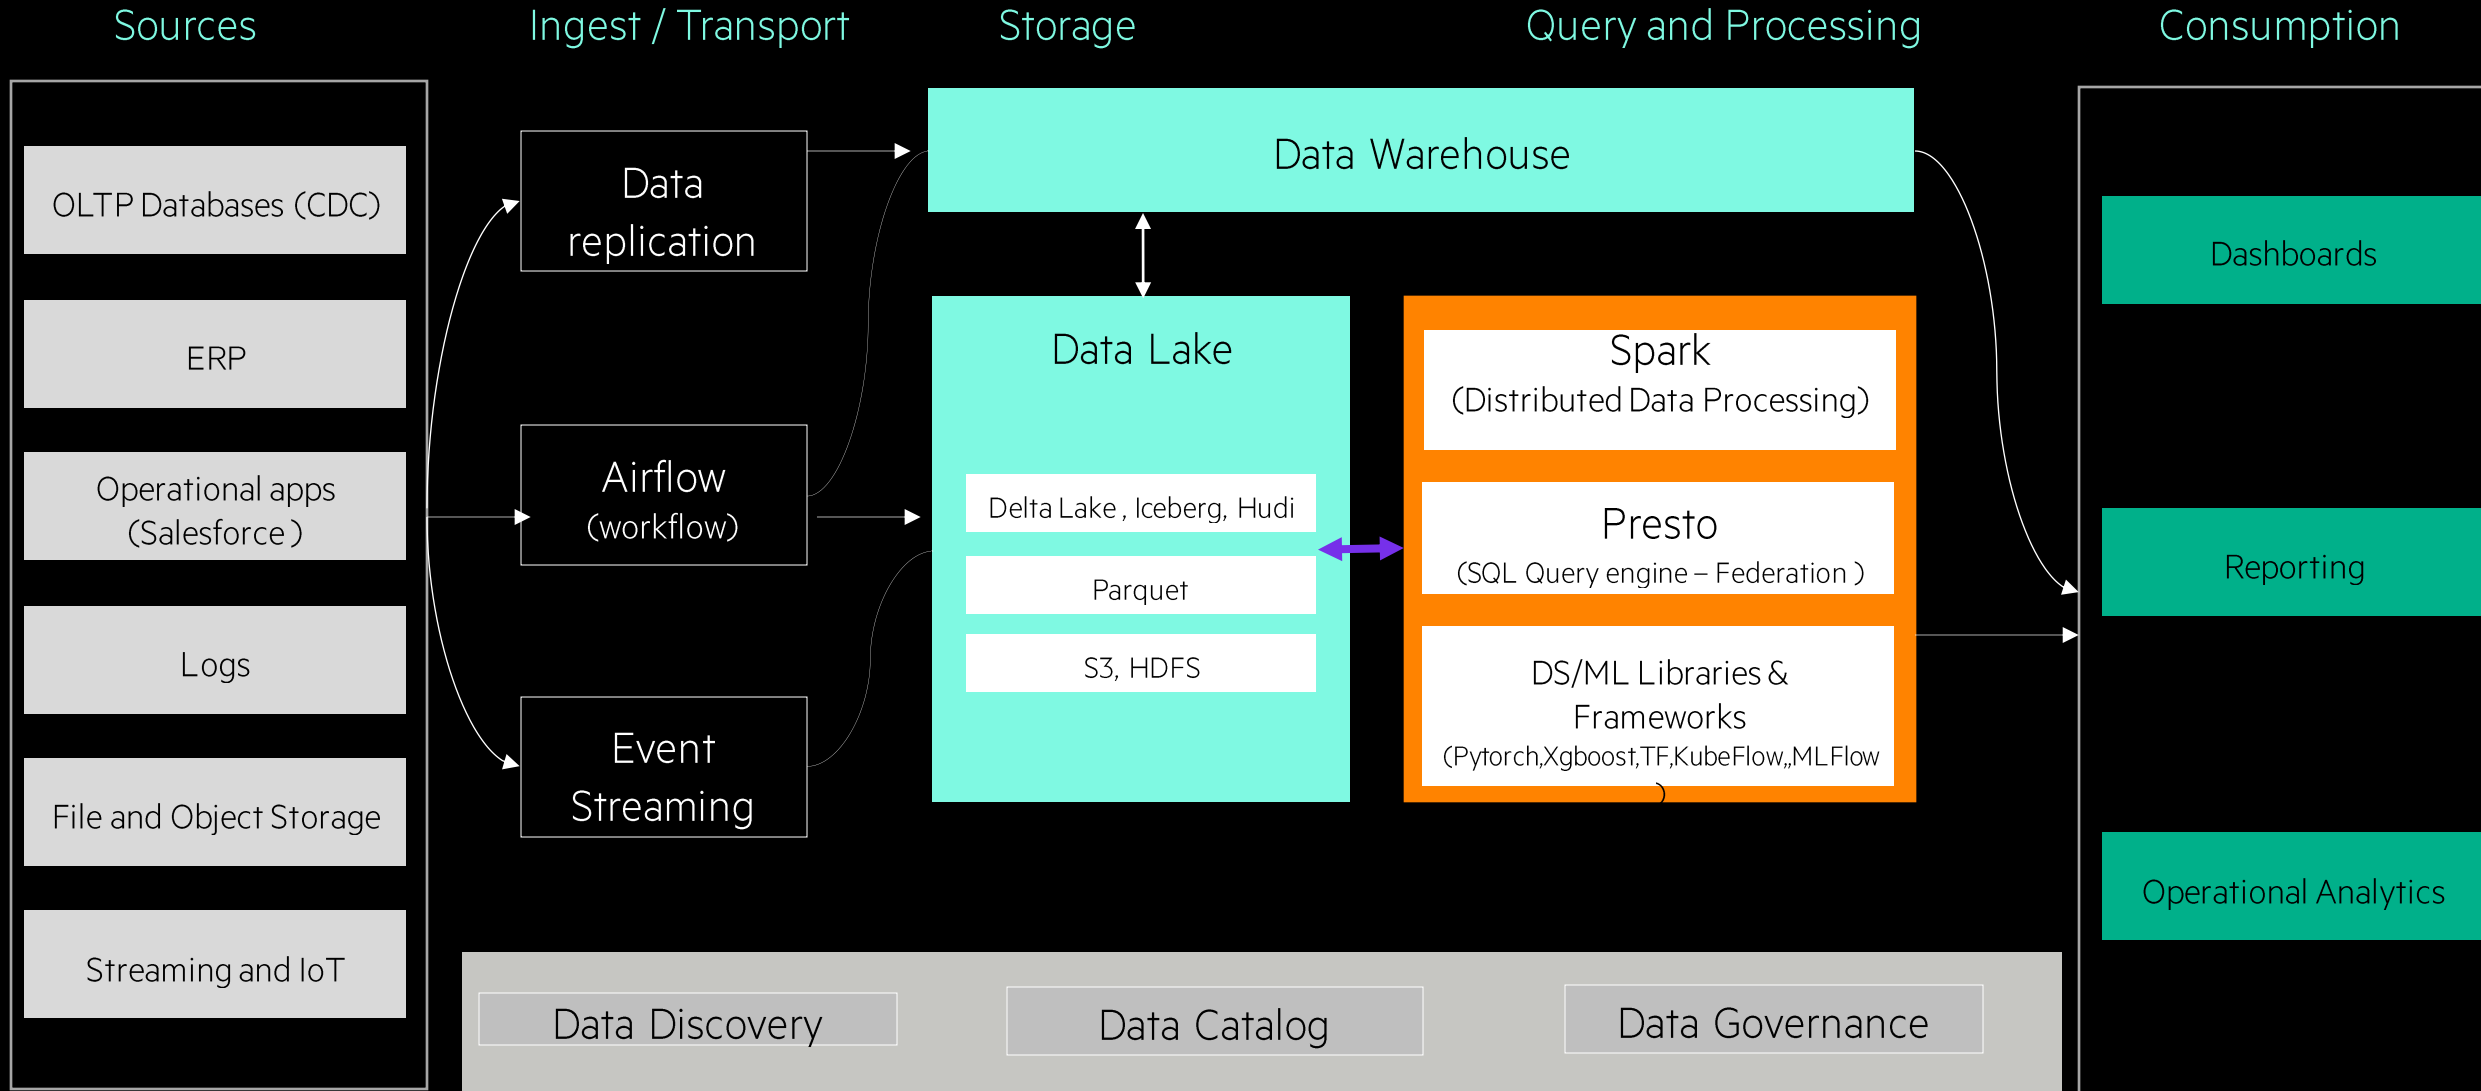 Sources
Ingest / Transport
Storage
Query and Processing
Consumption
OLTP Databases (CDC)
ERP
Operational apps
(Salesforce )
Logs
File and Object Storage
Streaming and IoT
Data
replication
Airflow
(workflow)
Event
Streaming
Data Warehouse
Data Lake
Delta Lake , Iceberg, Hudi
Parquet
S3, HDFS
Spark
(Distributed Data Processing)
Presto
(SQL Query engine – Federation )
DS/ML Libraries &
Frameworks
(Pytorch,Xgboost,TF,KubeFlow,,MLFlow
)
Dashboards
Reporting
Operational Analytics
Data Discovery
Data Catalog
Data Governance